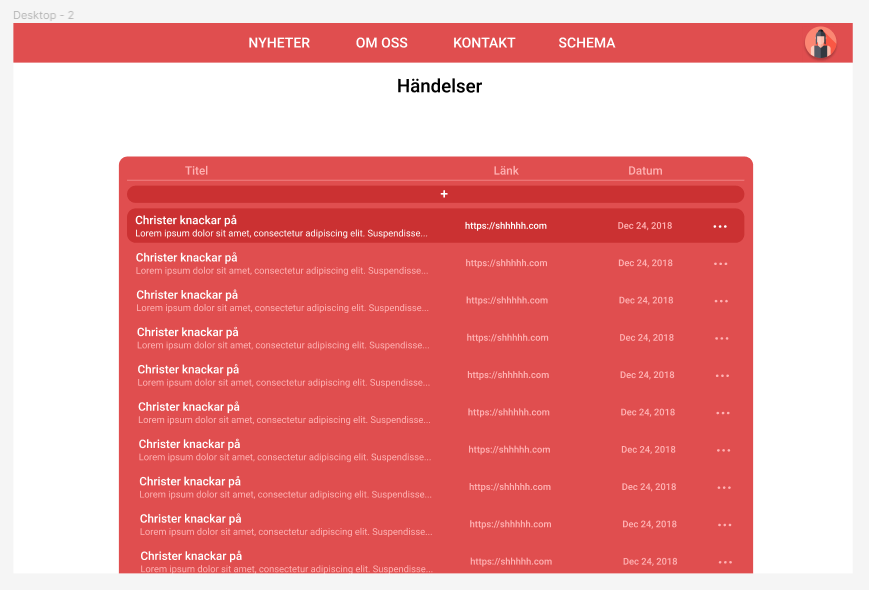 Desktop - 2
NYHETER OM OSS KONTAKT SCHEMA
Händelser
Titel Länk Datum
+
Christer knackar på
Lorem ipsum dolor sit amet, consectetur adipiscing elit. Suspendisse...
https://shhhhh.com Dec 24, 2018 ...
Christer knackar på
Lorem ipsum dolor sit amet, consectetur adipiscing elit. Suspendisse...
https://shhhhh.com Dec 24, 2018 ...
Christer knackar på
Lorem ipsum dolor sit amet, consectetur adipiscing elit. Suspendisse...
https://shhhhh.com Dec 24, 2018 ...
Christer knackar på
Lorem ipsum dolor sit amet, consectetur adipiscing elit. Suspendisse...
https://shhhhh.com Dec 24, 2018 ...
Christer knackar på
Lorem ipsum dolor sit amet, consectetur adipiscing elit. Suspendisse...
https://shhhhh.com Dec 24, 2018 ...
Christer knackar på
Lorem ipsum dolor sit amet, consectetur adipiscing elit. Suspendisse...
https://shhhhh.com Dec 24, 2018 ...
Christer knackar på
Lorem ipsum dolor sit amet, consectetur adipiscing elit. Suspendisse...
https://shhhhh.com Dec 24, 2018 ...
Christer knackar på
Lorem ipsum dolor sit amet, consectetur adipiscing elit. Suspendisse...
https://shhhhh.com Dec 24, 2018 ...
Christer knackar på
Lorem ipsum dolor sit amet, consectetur adipiscing elit. Suspendisse...
https://shhhhh.com Dec 24, 2018 ...
Christer knackar på
Lorem ipsum dolor sit amet, consectetur adipiscing elit. Suspendisse...
https://shhhhh.com Dec 24, 2018 ...